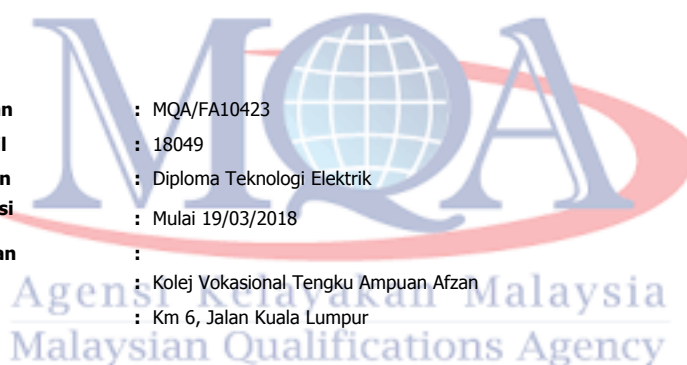 MQA
an : MQA/FA10423
l : 18049
n : Diploma Teknologi Elektrik
si : Mulai 19/03/2018
an :
: Kolej Vokasional Tengku Ampuan Afzan
: Km 6, Jalan Kuala Lumpur
Agensi Kelayakan Malaysia
Malaysian Qualifications Agency